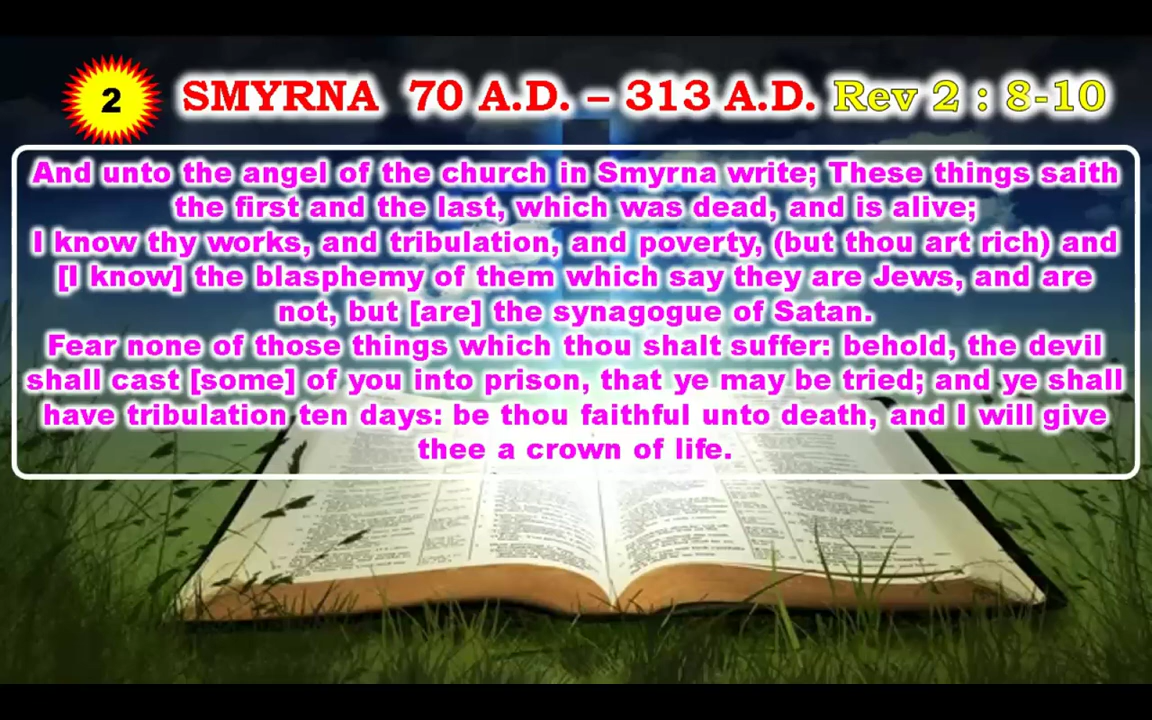 2 SMYRNA 70 A.D. – 313 A.D. Rev 2 : 8-10
And unto the angel of the church in Smyrna write; These things saith
the first and the last, which was dead, and is alive;
I know thy works, and tribulation, and poverty, (but thou art rich) and
[I know] the blasphemy of them which say they are Jews, and are
not, but [are] the synagogue of Satan.
Fear none of those things which thou shalt suffer: behold, the devil
shall cast [some] of you into prison, that ye may be tried; and ye shall
have tribulation ten days: be thou faithful unto death, and I will give
thee a crown of life.